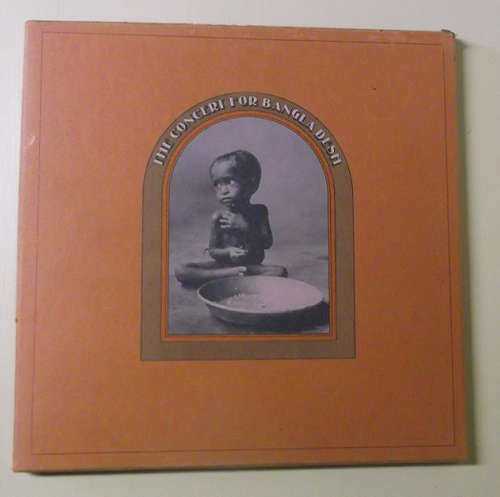 THE CONCERT FOR BANGLA DESH